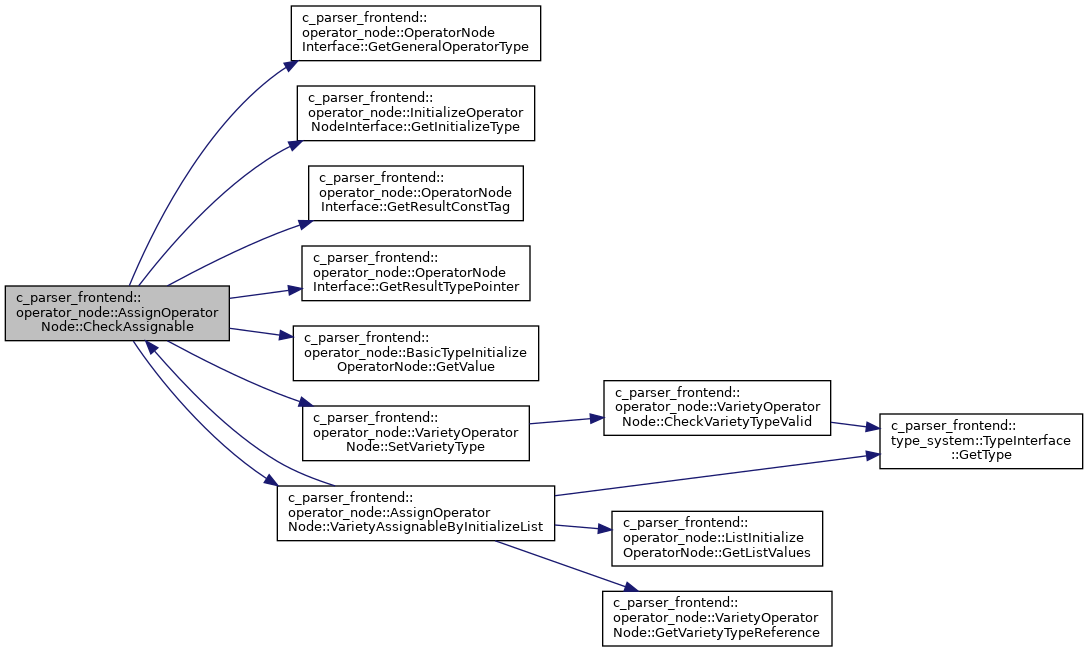 c_parser_frontend::
operator_node::OperatorNode
Interface::GetGeneralOperatorType
c_parser_frontend::
operator_node::InitializeOperator
NodeInterface::GetInitializeType
c_parser_frontend::
operator_node::OperatorNode
Interface::GetResultConstTag
c_parser_frontend::
operator_node::OperatorNode
Interface::GetResultTypePointer
c_parser_frontend::
operator_node::AssignOperator
Node::CheckAssignable
c_parser_frontend::
operator_node::BasicTypeInitialize
OperatorNode::GetValue
c_parser_frontend::
operator_node::VarietyOperator
Node::SetVarietyType
c_parser_frontend::
operator_node::VarietyOperator
Node::CheckVarietyTypeValid
c_parser_frontend::
type_system::TypeInterface
::GetType
c_parser_frontend::
operator_node::AssignOperator
Node::VarietyAssignableByInitializeList
c_parser_frontend::
operator_node::ListInitialize
OperatorNode::GetListValues
c_parser_frontend::
operator_node::VarietyOperator
Node::GetVarietyTypeReference